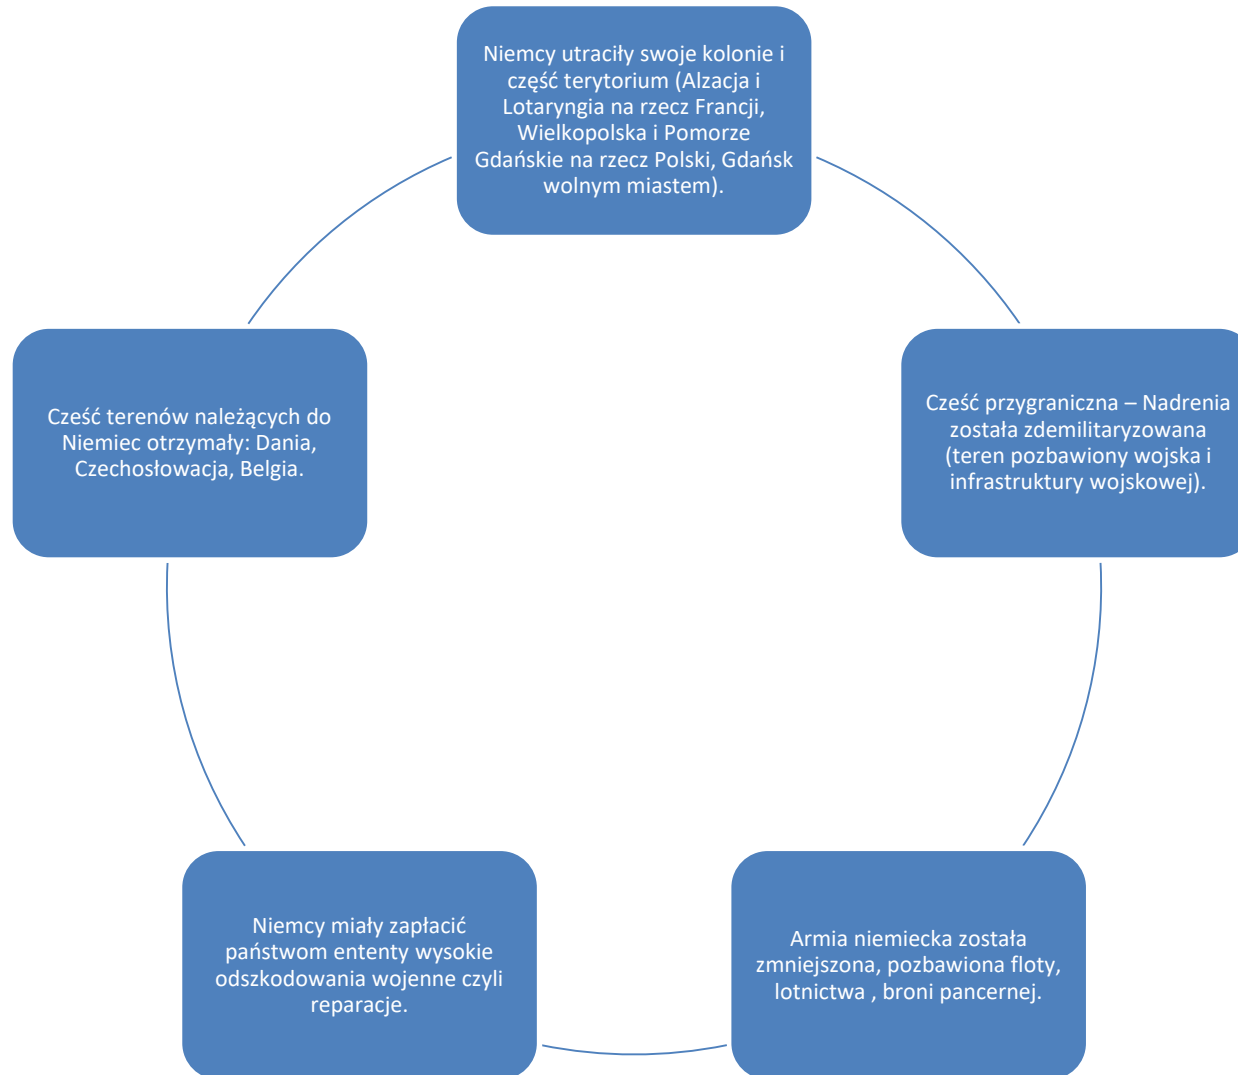 Niemcy utraciły swoje kolonie i
część terytorium (Alzacja i
Lotaryngia na rzecz Francji,
Wielkopolska i Pomorze
Gdańskie na rzecz Polski, Gdańsk
wolnym miastem).
Cześć przygraniczna – Nadrenia
została zdemilitaryzowana
(teren pozbawiony wojska i
infrastruktury wojskowej).
Armia niemiecka została
zmniejszona, pozbawiona floty,
lotnictwa , broni pancernej.
Niemcy miały zapłacić
państwom ententy wysokie
odszkodowania wojenne czyli
reparacje.
Cześć terenów należących do
Niemiec otrzymały: Dania,
Czechosłowacja, Belgia.